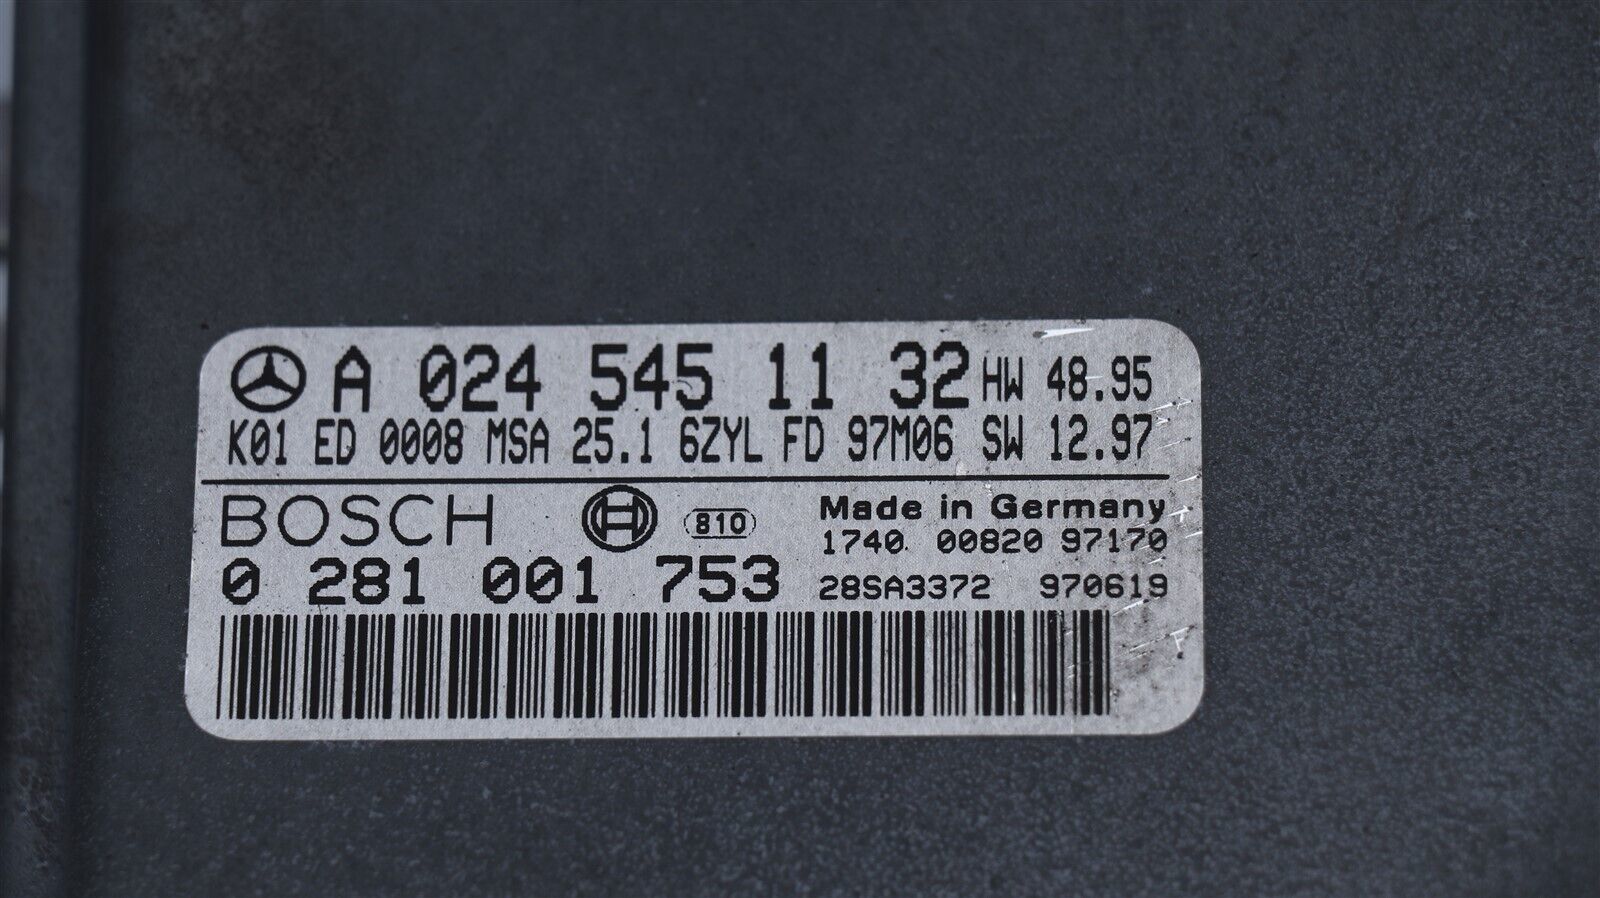 A 024 545 11 32 HW 48.95
K01 ED 0008 MSA 25.1 6ZYL FD 97M06 SW 12.97
BOSCH 810 Made in Germany
1740 00820 97170
0 281 001 753 28SA3372 970619